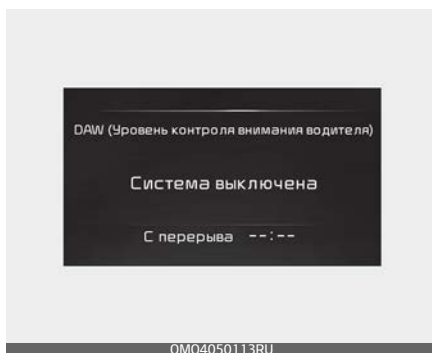 DAW (Уровень контроля внимания водителя)
Система выключена
С перерыва --:--
OMQ4050113RU